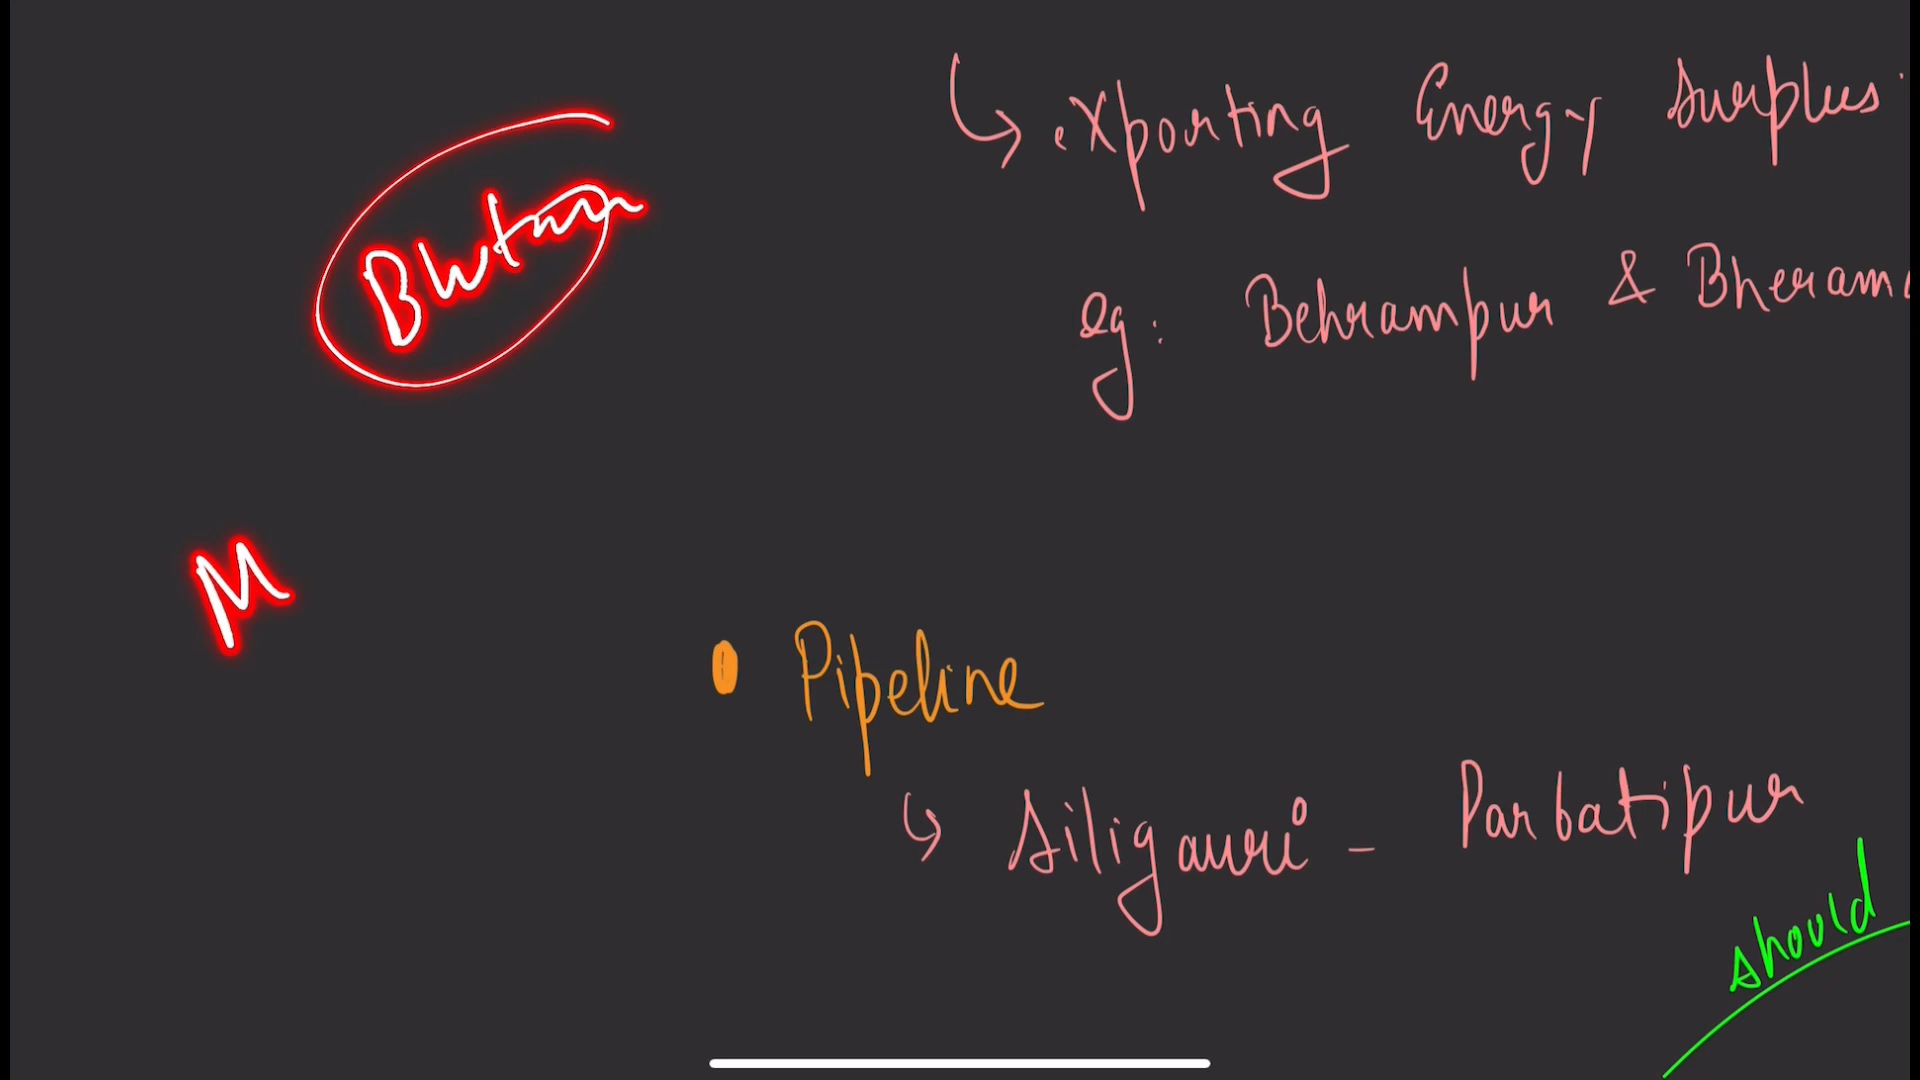 ↳ exporting Energy surplus
Bhutan
eg: Behrampur & Bheram
M
• Pipeline
↳ Siligauri - Parbatipur
should